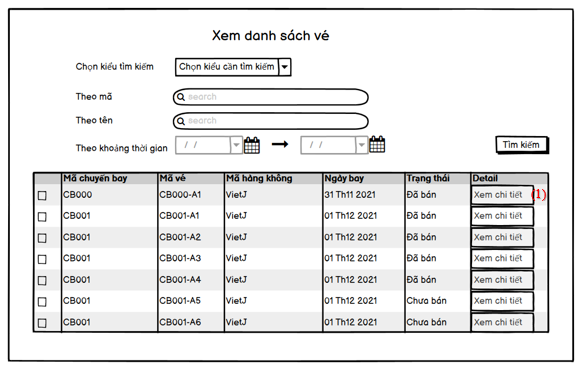 Xem danh sách vé
Chọn kiểu tìm kiếm Chọn kiểu cần tìm kiếm
Theo mã search
Theo tên search
Theo khoảng thời gian / / / / Tìm kiếm
Mã chuyến bay Mã vé Mã hàng không Ngày bay Trạng thái Detail
CB000 CB000-A1 VietJ 31 Th11 2021 Đã bán Xem chi tiết (1)
CB001 CB001-A1 VietJ 01 Th12 2021 Đã bán Xem chi tiết
CB001 CB001-A2 VietJ 01 Th12 2021 Đã bán Xem chi tiết
CB001 CB001-A3 VietJ 01 Th12 2021 Đã bán Xem chi tiết
CB001 CB001-A4 VietJ 01 Th12 2021 Đã bán Xem chi tiết
CB001 CB001-A5 VietJ 01 Th12 2021 Chưa bán Xem chi tiết
CB001 CB001-A6 VietJ 01 Th12 2021 Chưa bán Xem chi tiết